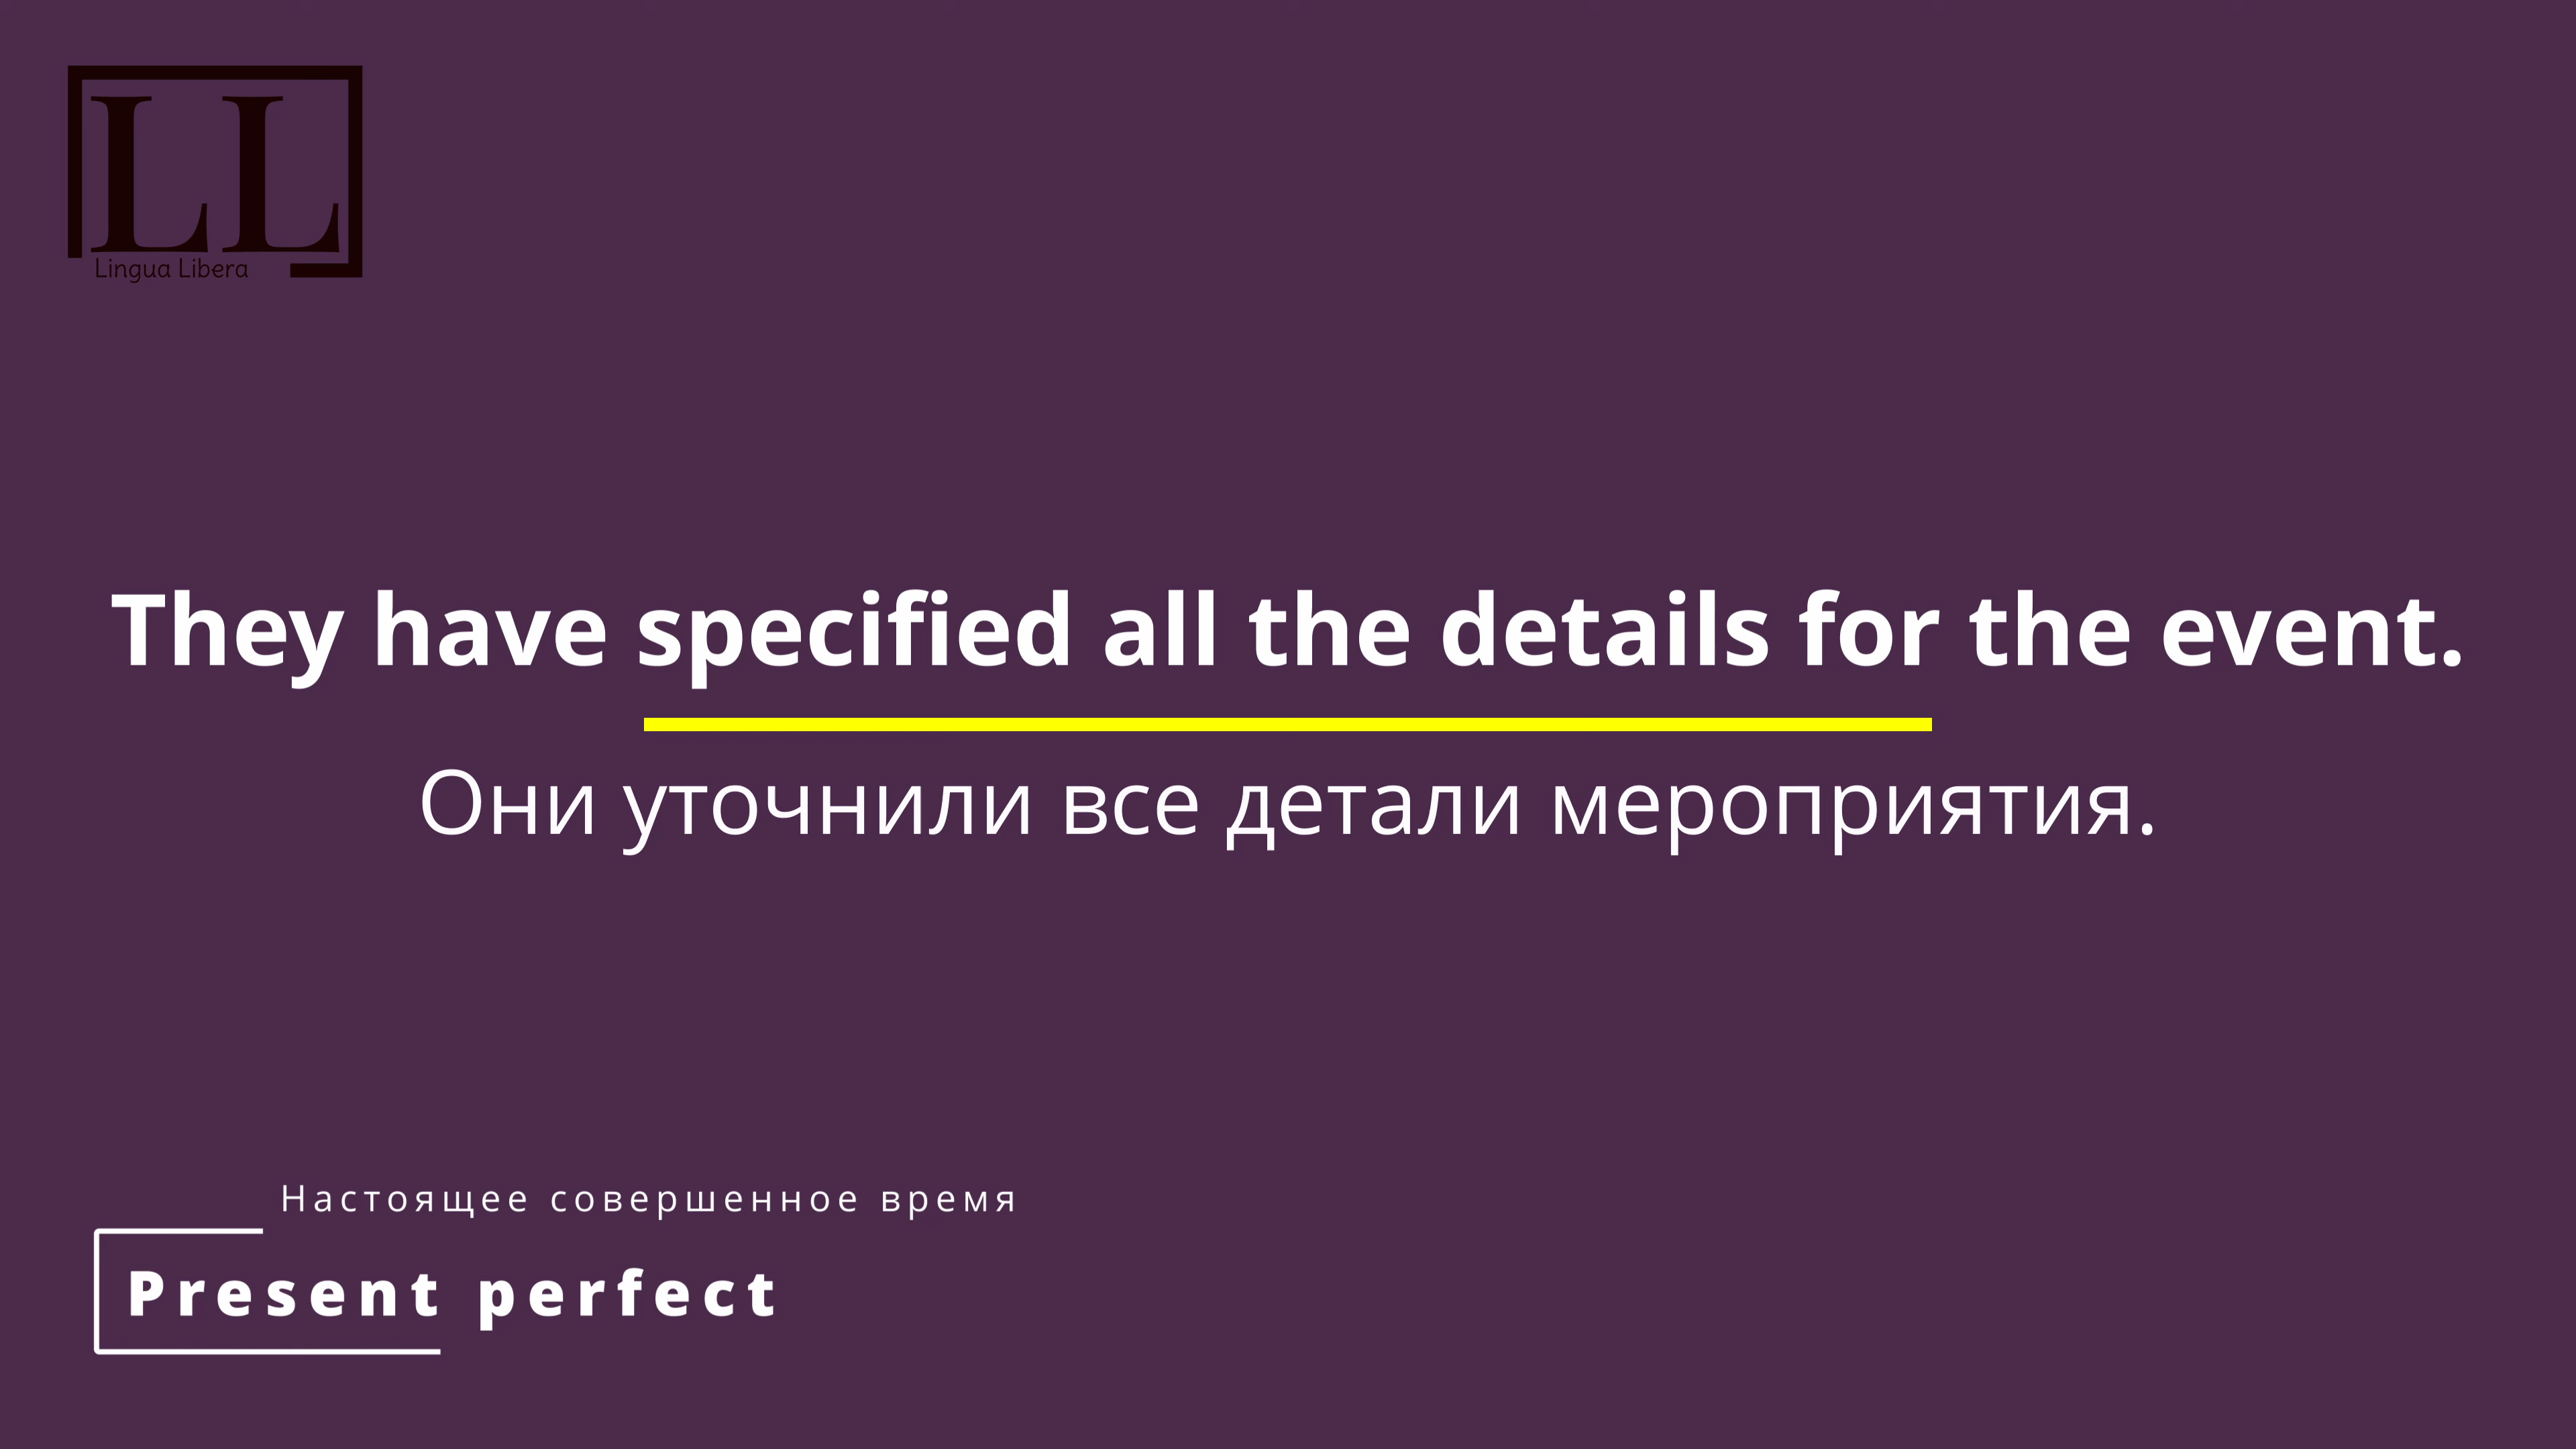 LL
Lingua Libera
They have specified all the details for the event.
Они уточнили все детали мероприятия.
Настоящее совершенное время
Present perfect